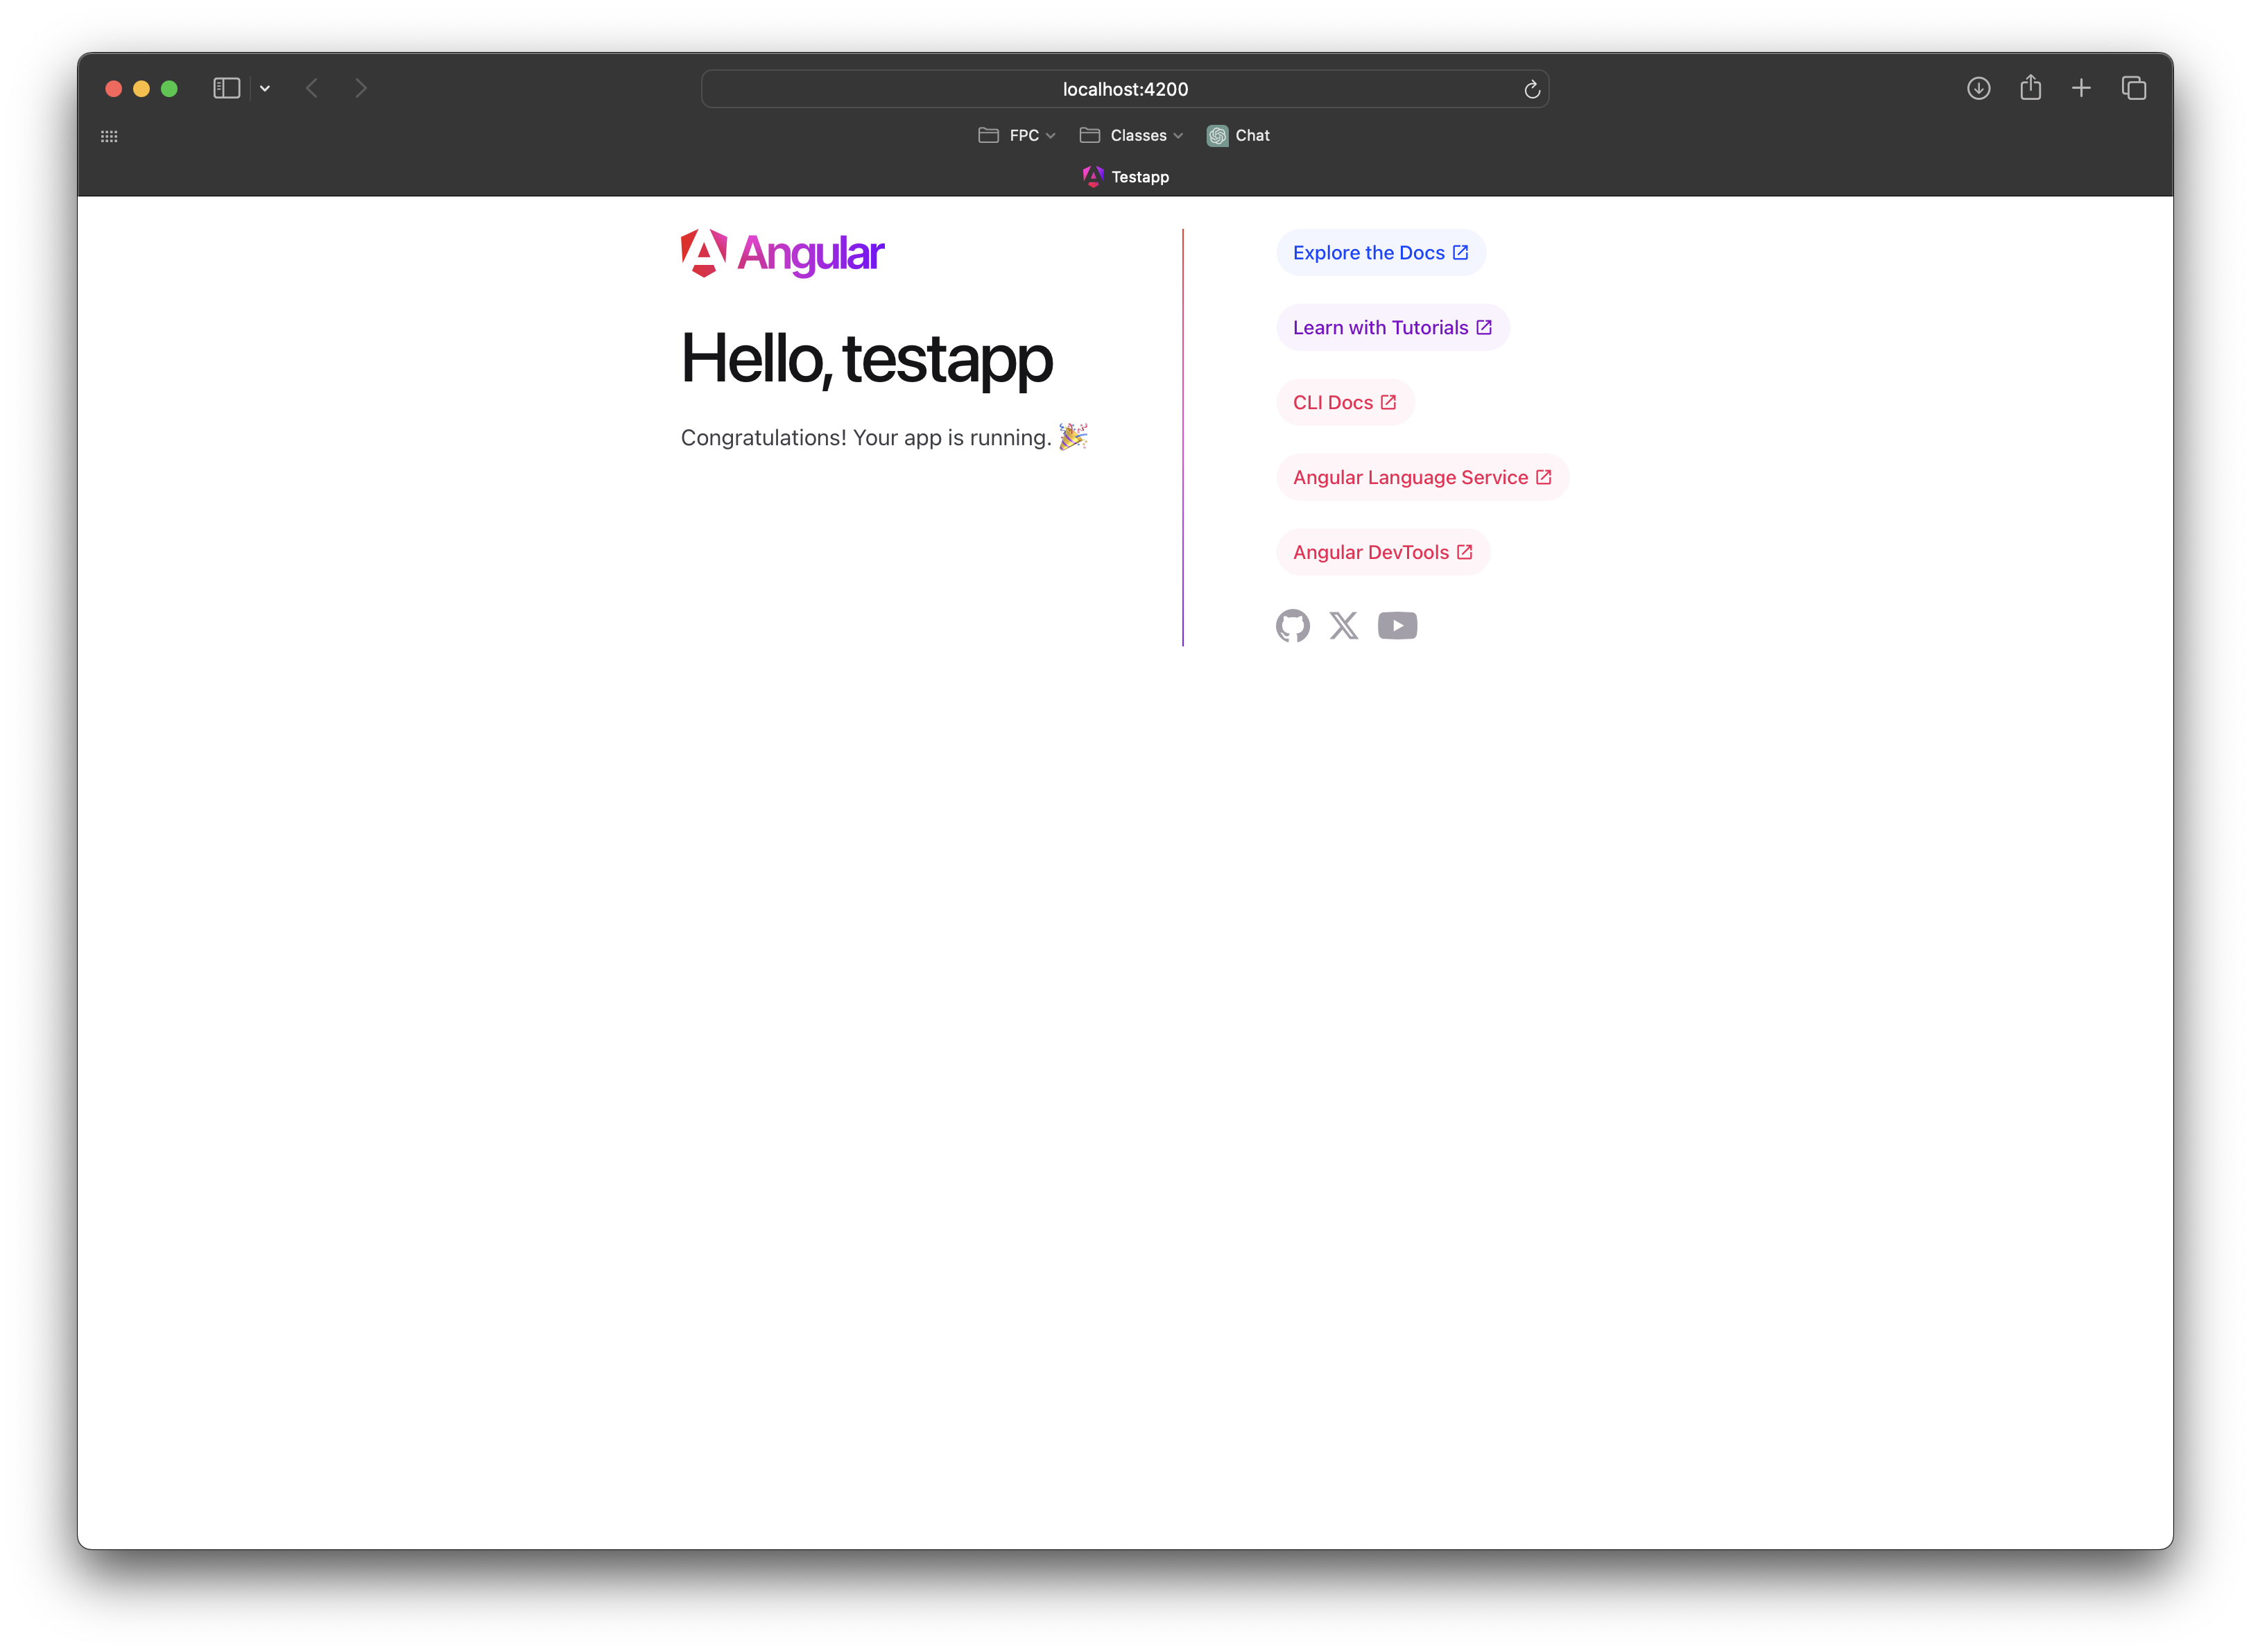 localhost:4200
FPC
Classes
Chat
Testapp
Angular
Hello, testapp
Congratulations! Your app is running. 🎉
Explore the Docs
Learn with Tutorials
CLI Docs
Angular Language Service
Angular DevTools